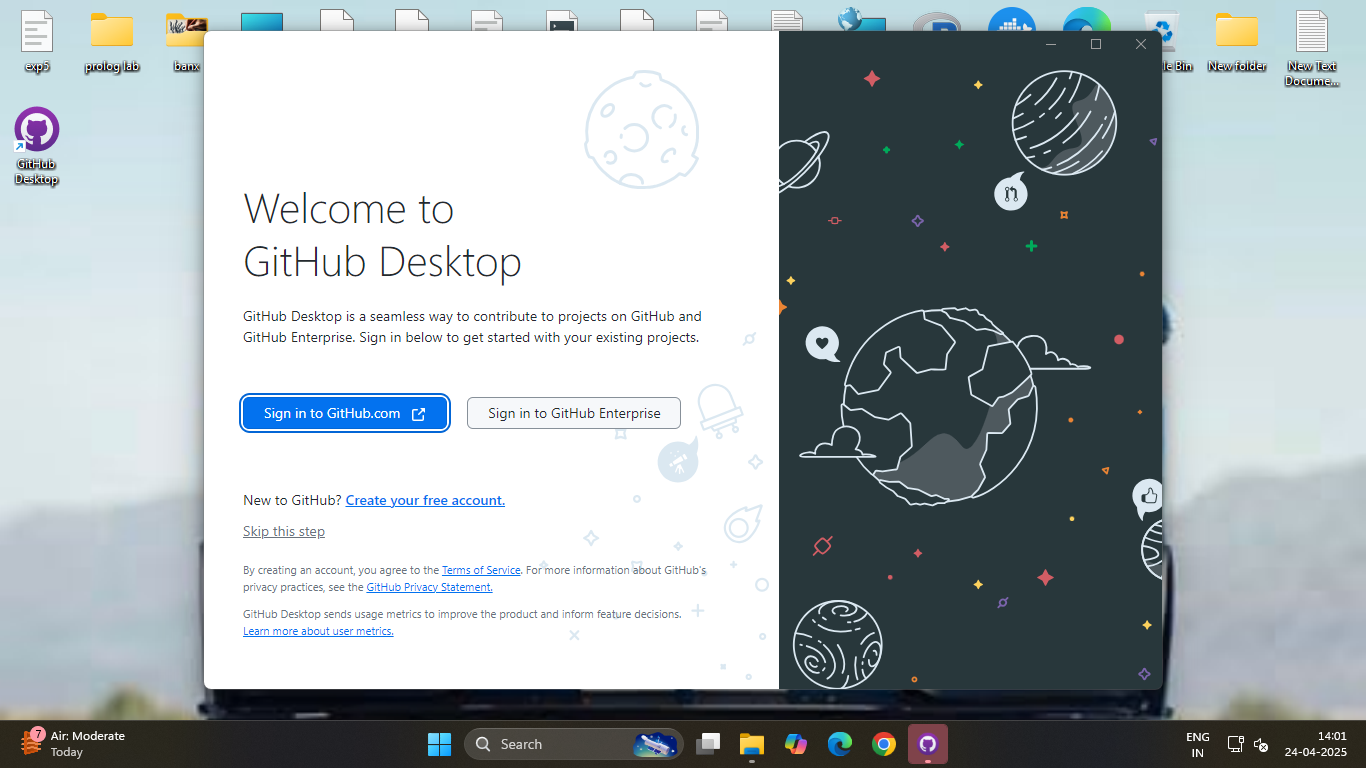 exp5
prolog lab
banx
le Bin
New folder
New Text
Docume...
GitHub
Desktop
Welcome to
GitHub Desktop
GitHub Desktop is a seamless way to contribute to projects on GitHub and
GitHub Enterprise. Sign in below to get started with your existing projects.
Sign in to GitHub.com
Sign in to GitHub Enterprise
New to GitHub? Create your free account.
Skip this step
By creating an account, you agree to the Terms of Service. For more information about GitHub's
privacy practices, see the GitHub Privacy Statement.
GitHub Desktop sends usage metrics to improve the product and inform feature decisions.
Learn more about user metrics.
7
Air: Moderate
Today
Search
ENG
IN
14:01
24-04-2025